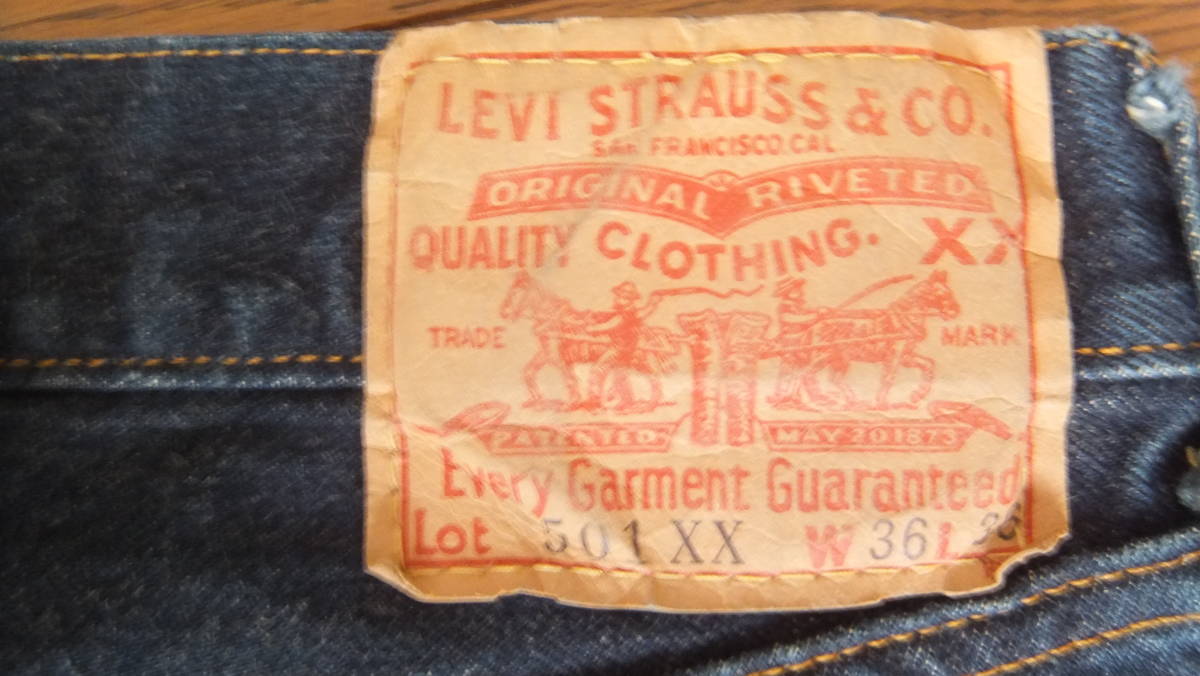 LEVI STRAUSS & CO.
SAN FRANCISCO, CAL.
ORIGINAL RIVETED
QUALITY CLOTHING. XX
TRADE MARK
PATENTED MAY 20 1873
Every Garment Guaranteed
Lot 501 XX W 36 L 36